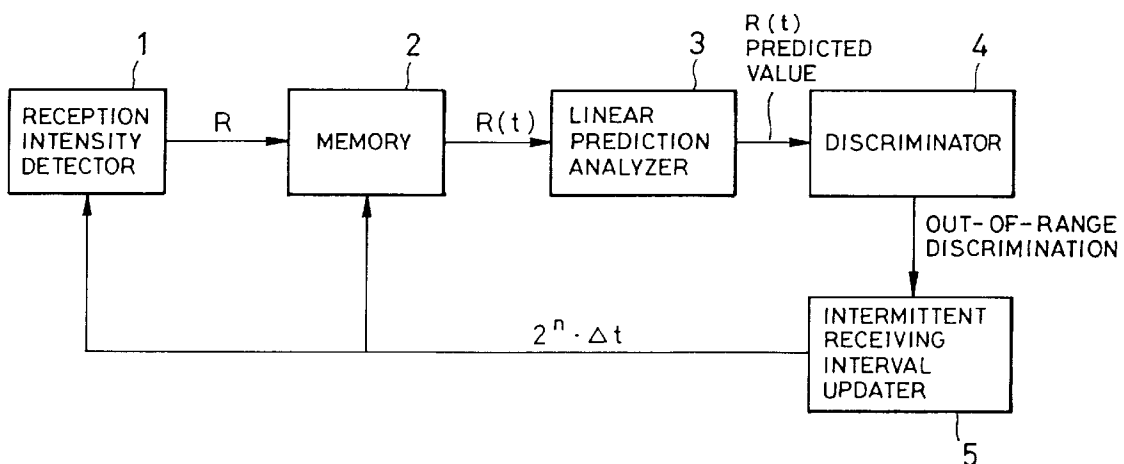 1
2
3
R(t)
PREDICTED
VALUE
4
RECEPTION
INTENSITY
DETECTOR
R
MEMORY
R(t)
LINEAR
PREDICTION
ANALYZER
DISCRIMINATOR
OUT-OF-RANGE
DISCRIMINATION
2ⁿ · Δt
INTERMITTENT
RECEIVING
INTERVAL
UPDATER
5